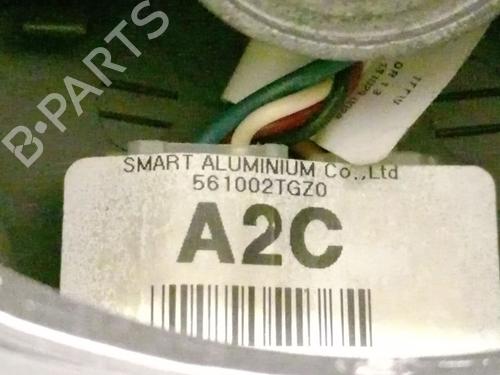 B-PARTS
SMART ALUMINIUM Co.,Ltd
561002TGZ0
A2C